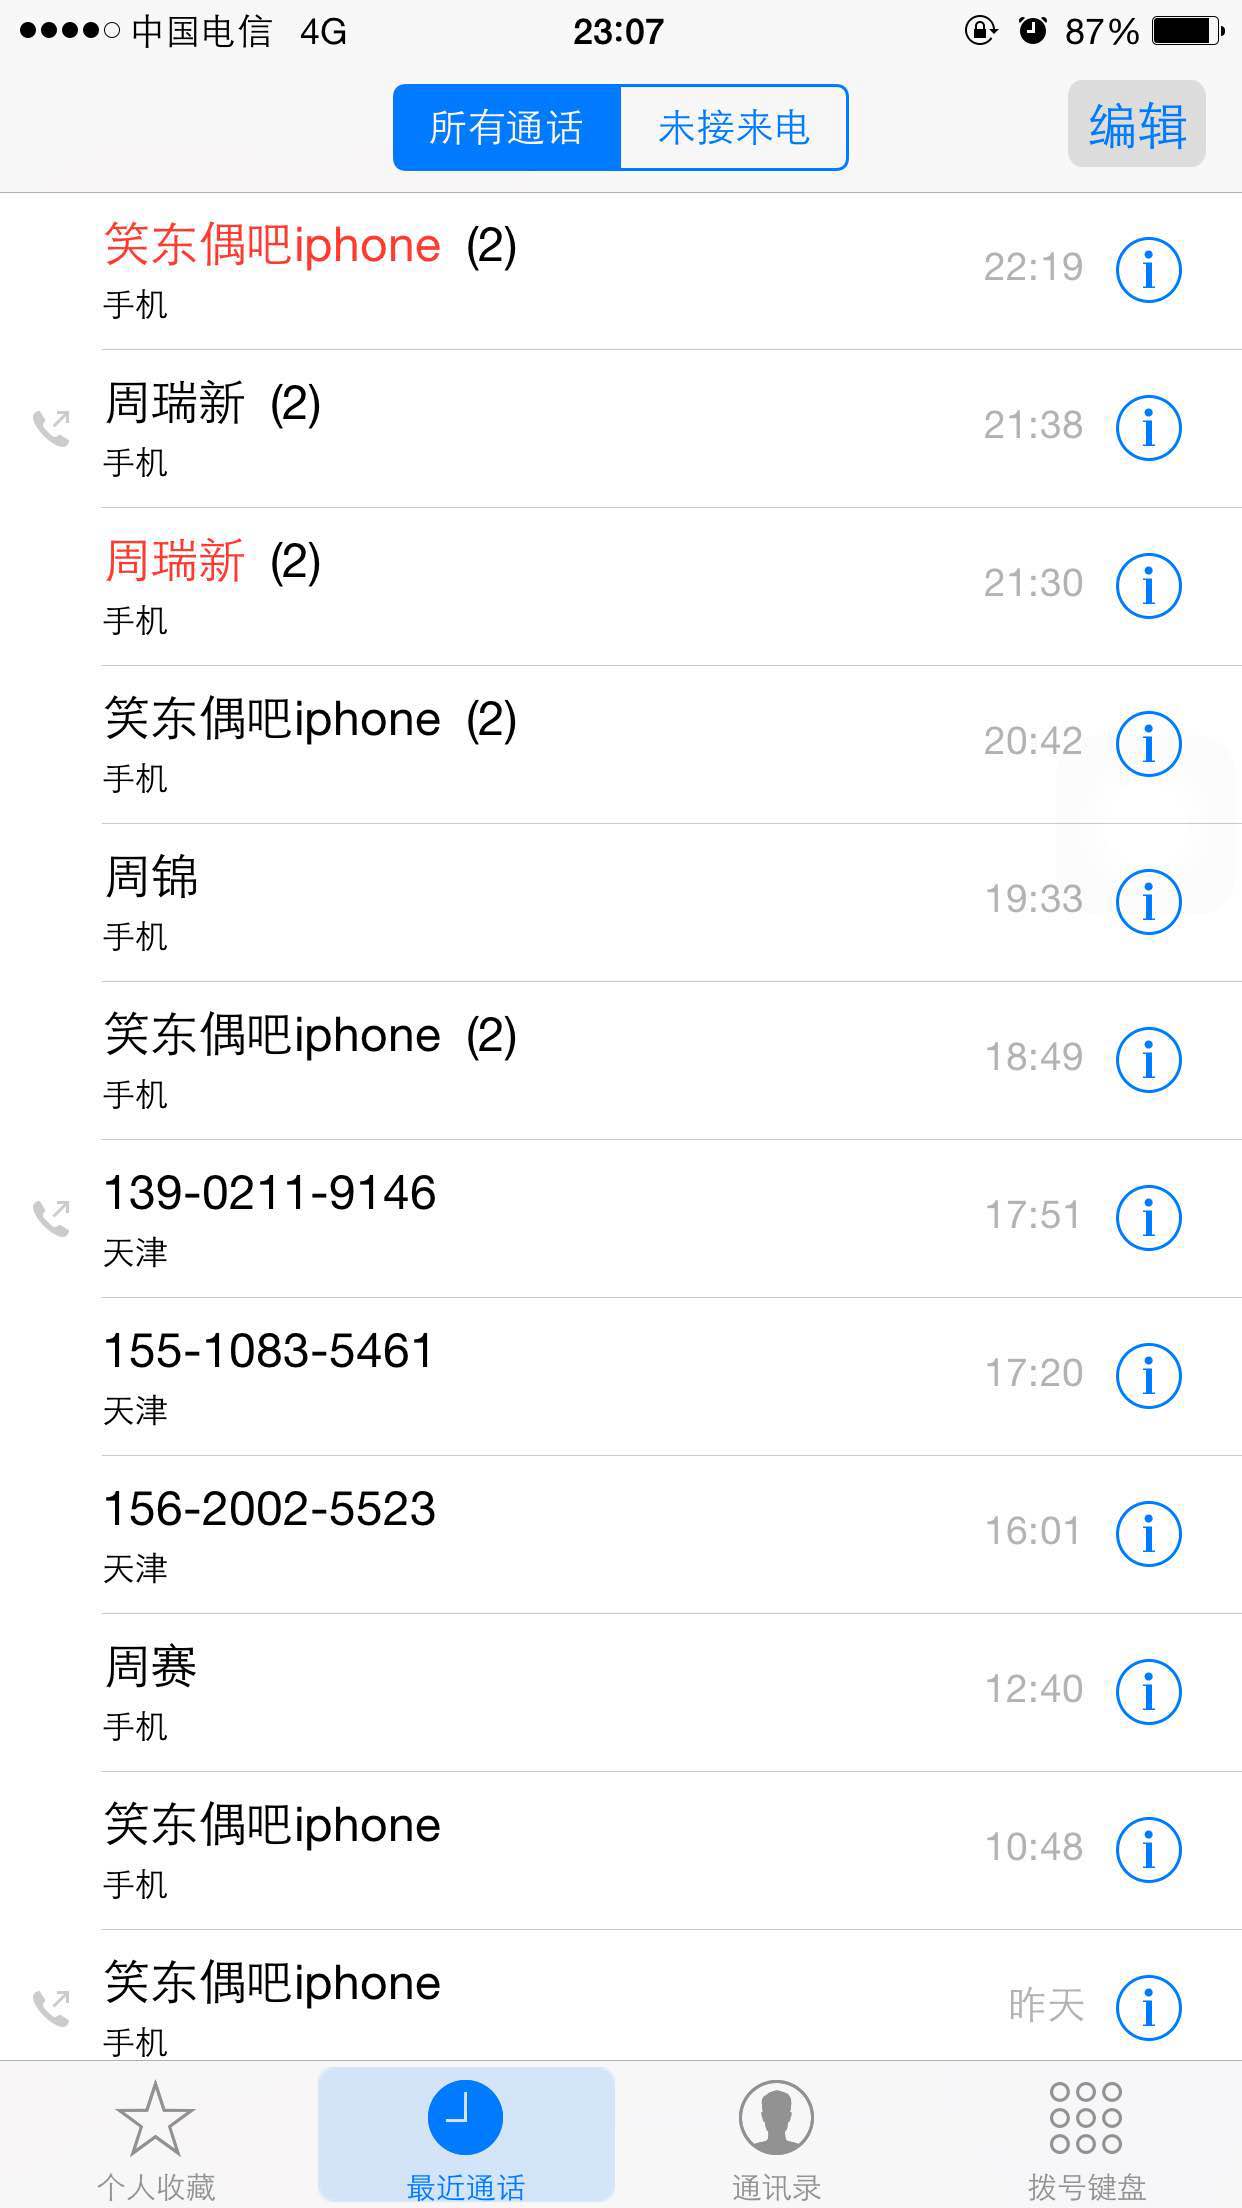 中国电信 4G 23:07 87%
所有通话 未接来电 编辑
笑东偶吧iphone (2) 22:19
手机
周瑞新 (2) 21:38
手机
周瑞新 (2) 21:30
手机
笑东偶吧iphone (2) 20:42
手机
周锦 19:33
手机
笑东偶吧iphone (2) 18:49
手机
139-0211-9146 17:51
天津
155-1083-5461 17:20
天津
156-2002-5523 16:01
天津
周赛 12:40
手机
笑东偶吧iphone 10:48
手机
笑东偶吧iphone 昨天
手机
个人收藏 最近通话 通讯录 拨号键盘